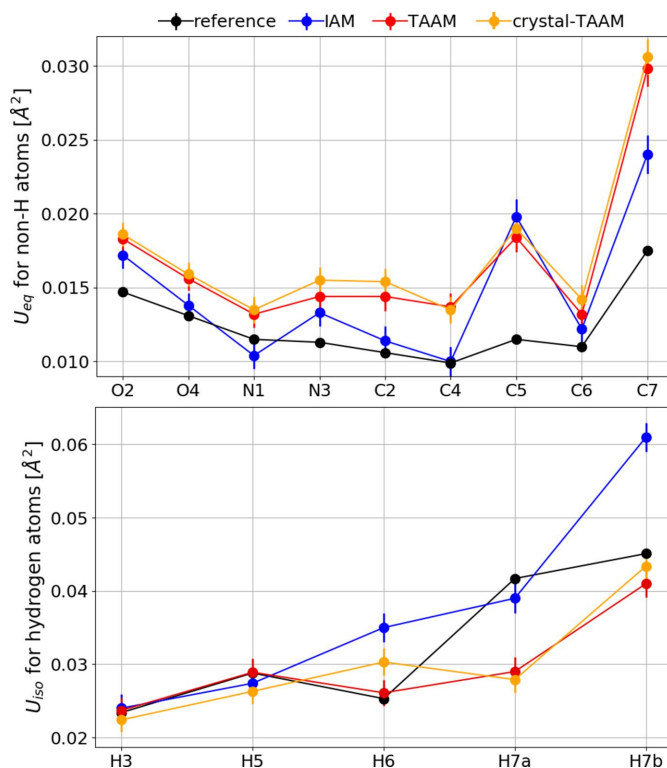 reference IAM TAAM crystal-TAAM
U_eq for non-H atoms [Å²]
0.030
0.025
0.020
0.015
0.010
O2 O4 N1 N3 C2 C4 C5 C6 C7
U_iso for hydrogen atoms [Å²]
0.06
0.05
0.04
0.03
0.02
H3 H5 H6 H7a H7b